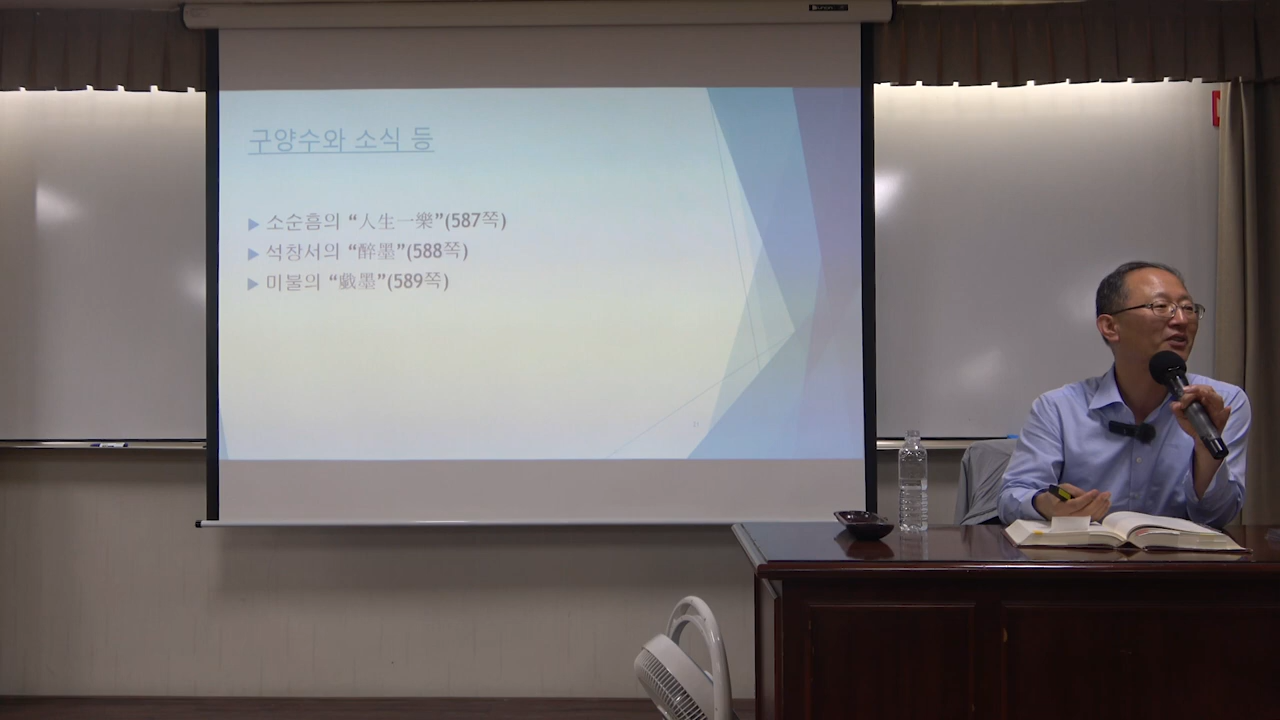 구양수와 소식 등
▶ 소순흠의 “人生一樂”(587쪽)
▶ 석창서의 “醉墨”(588쪽)
▶ 미불의 “戱墨”(589쪽)
21